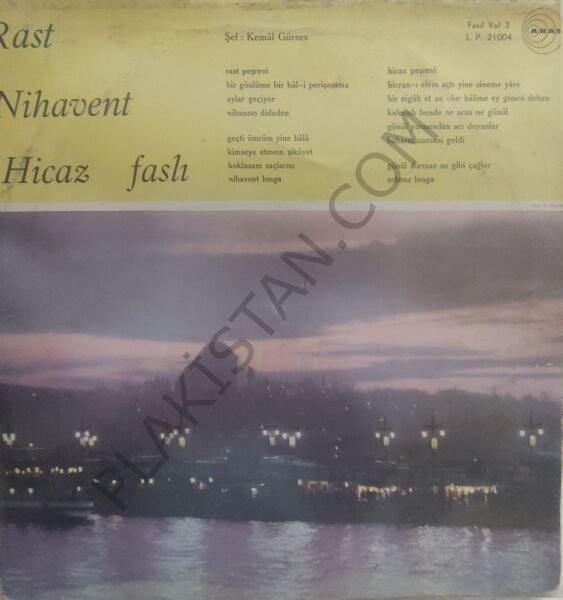 Rast
Nihavent
Hicaz faslı
Şef : Kemâl Gürses
Fasıl Vol 2
L. P. 21004
rast peşrevi
bir gönlüme bir hâl-i perişanıma
aylar geçiyor
nihansın dideden
geçti ömrüm yine hâlâ
kimseye etmem şikâyet
koklasam saçlarını
nihavent longa
hicaz peşrevi
hicran-ı elém açtı yine sineme yâre
bir nigâh et ne olur hâlime ey gonca dehen
kalmadı bende ne arzu ne gönül
gönül yarasından acı duyanlar
baharın zamanı geldi
gönül durmaz su gibi çağlar
şehnaz longa
PLAKİSTAN.COM